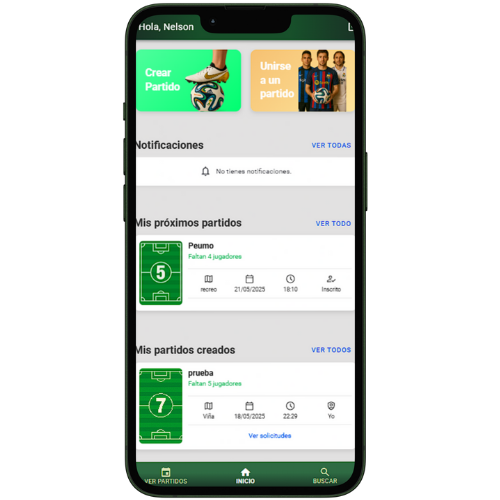 Hola, Nelson
Crear
Partido
Unirse
a un
partido
Notificaciones
VER TODAS
No tienes notificaciones.
Mis próximos partidos
VER TODO
5
Peumo
Faltan 4 jugadores
recreo
21/05/2025
18:10
Inscrito
Mis partidos creados
VER TODOS
7
prueba
Faltan 5 jugadores
Viña
18/05/2025
22:29
Yo
Ver solicitudes
VER PARTIDOS
INICIO
BUSCAR